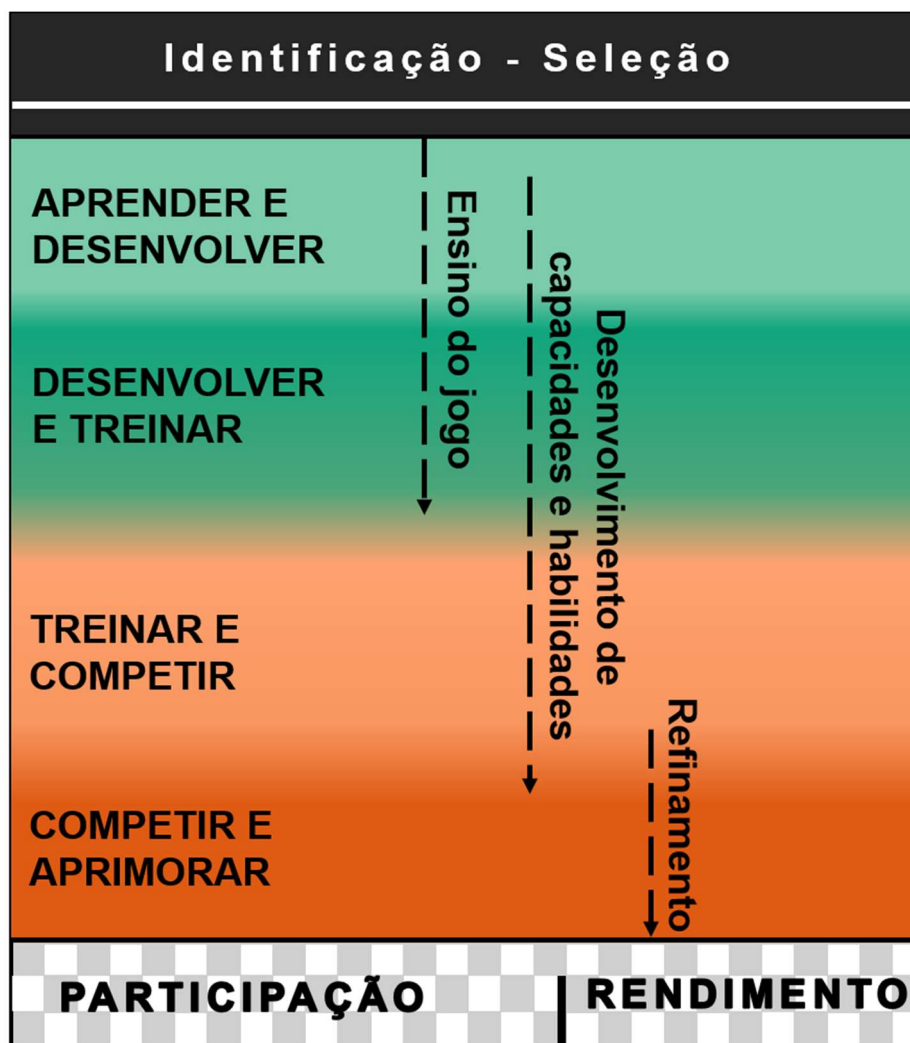 Identificação - Seleção
APRENDER E
DESENVOLVER
DESENVOLVER
E TREINAR
TREINAR E
COMPETIR
COMPETIR E
APRIMORAR
Ensino do jogo
Desenvolvimento de
capacidades e habilidades
Refinamento
PARTICIPAÇÃO
RENDIMENTO